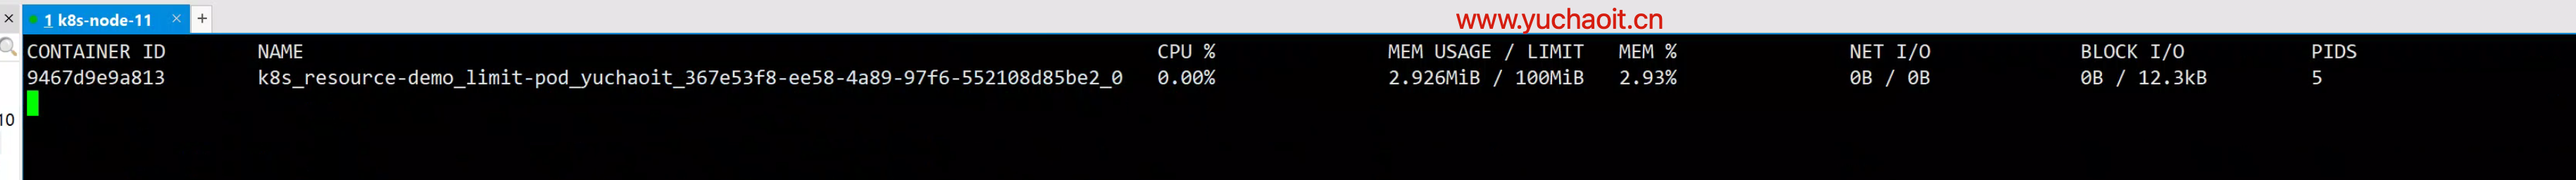 1 k8s-node-11 × +
www.yuchaoit.cn
CONTAINER ID NAME CPU % MEM USAGE / LIMIT MEM % NET I/O BLOCK I/O PIDS
9467d9e9a813 k8s_resource-demo_limit-pod_yuchaoit_367e53f8-ee58-4a89-97f6-552108d85be2_0 0.00% 2.926MiB / 100MiB 2.93% 0B / 0B 0B / 12.3kB 5
10